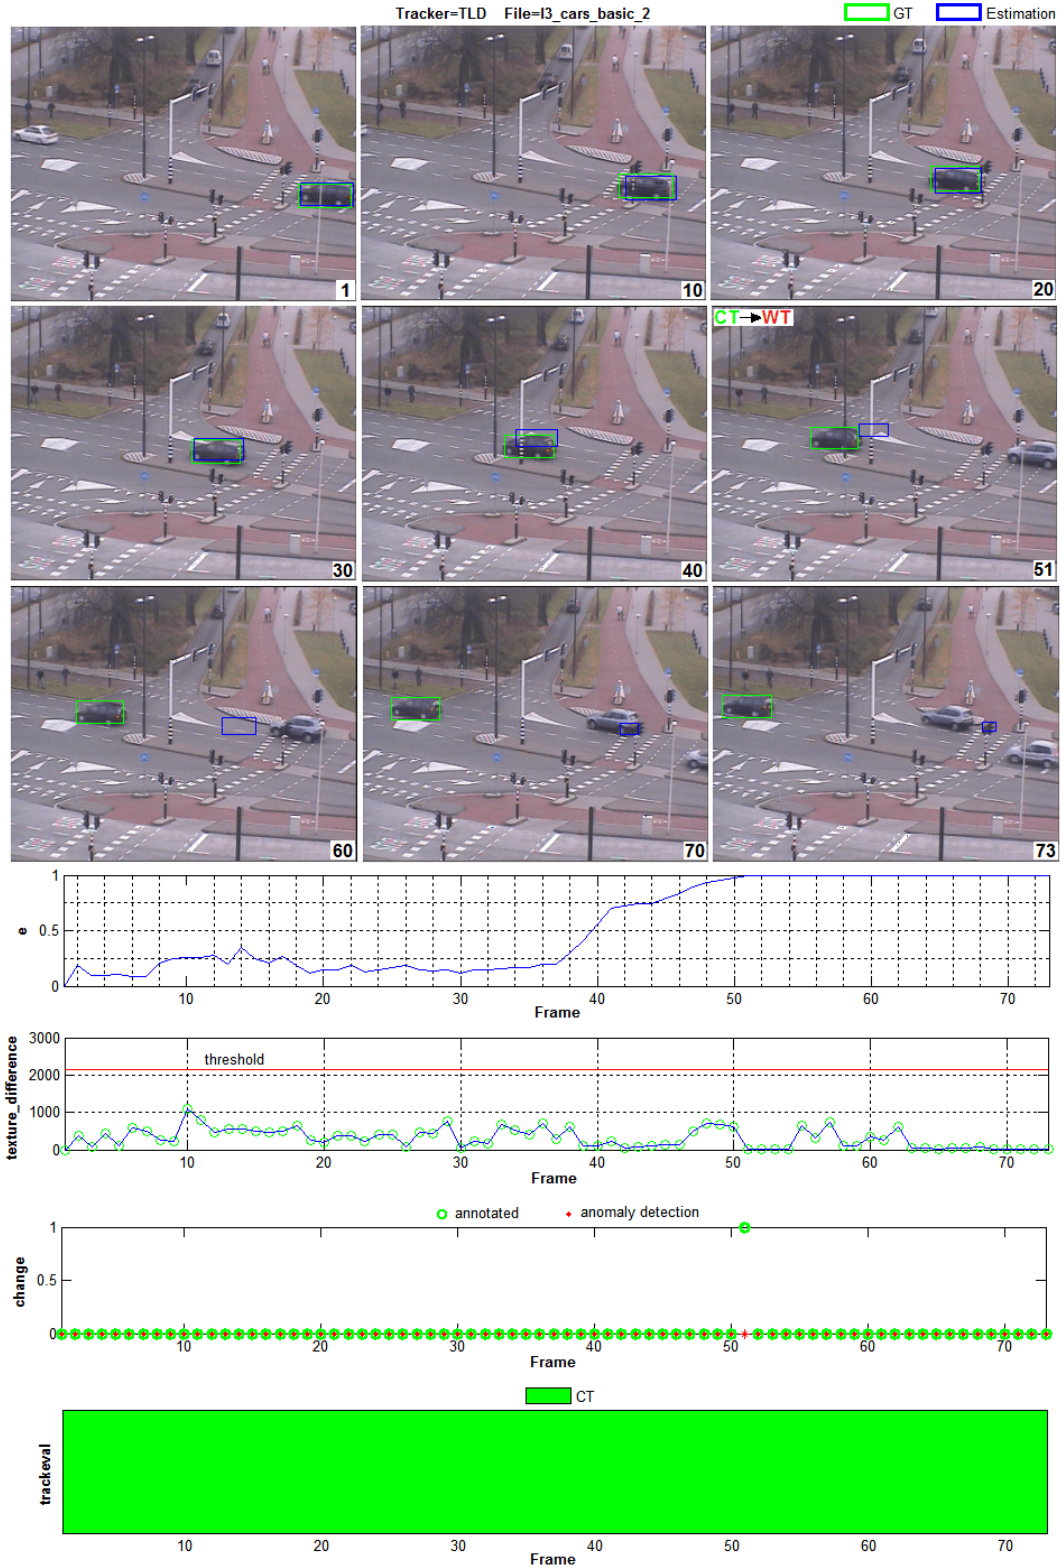 Tracker=TLD File=I3_cars_basic_2
GT
Estimation
1
10
20
30
40
CT→WT
51
60
70
73
1
0.5
0
e
10 20 30 40 50 60 70
Frame
3000
2000
1000
0
texture_difference
threshold
10 20 30 40 50 60 70
Frame
annotated
anomaly detection
1
0.5
0
change
10 20 30 40 50 60 70
Frame
CT
trackeval
10 20 30 40 50 60 70
Frame